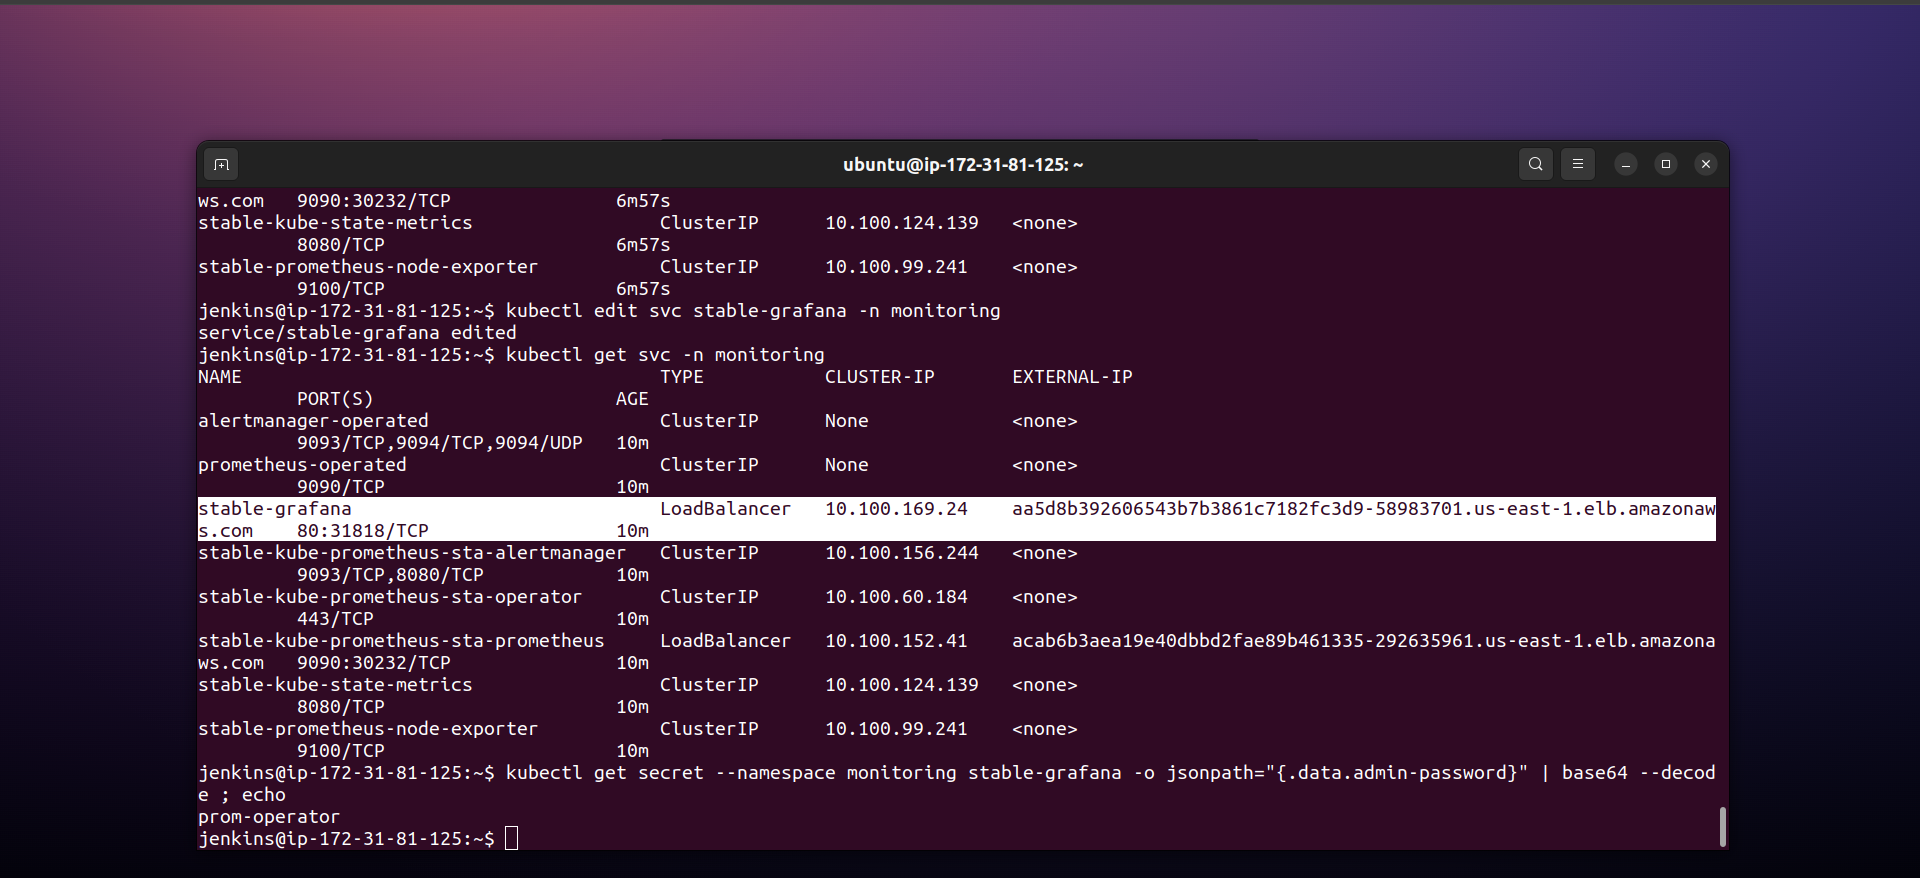 ubuntu@ip-172-31-81-125: ~
ws.com   9090:30232/TCP               6m57s
stable-kube-state-metrics                 ClusterIP      10.100.124.139   <none>
         8080/TCP                     6m57s
stable-prometheus-node-exporter           ClusterIP      10.100.99.241    <none>
         9100/TCP                     6m57s
jenkins@ip-172-31-81-125:~$ kubectl edit svc stable-grafana -n monitoring
service/stable-grafana edited
jenkins@ip-172-31-81-125:~$ kubectl get svc -n monitoring
NAME                                      TYPE           CLUSTER-IP       EXTERNAL-IP
         PORT(S)                      AGE
alertmanager-operated                     ClusterIP      None             <none>
         9093/TCP,9094/TCP,9094/UDP   10m
prometheus-operated                       ClusterIP      None             <none>
         9090/TCP                     10m
stable-grafana                            LoadBalancer   10.100.169.24    aa5d8b392606543b7b3861c7182fc3d9-58983701.us-east-1.elb.amazonaw
s.com    80:31818/TCP                 10m
stable-kube-prometheus-sta-alertmanager   ClusterIP      10.100.156.244   <none>
         9093/TCP,8080/TCP            10m
stable-kube-prometheus-sta-operator       ClusterIP      10.100.60.184    <none>
         443/TCP                      10m
stable-kube-prometheus-sta-prometheus     LoadBalancer   10.100.152.41    acab6b3aea19e40dbbd2fae89b461335-292635961.us-east-1.elb.amazona
ws.com   9090:30232/TCP               10m
stable-kube-state-metrics                 ClusterIP      10.100.124.139   <none>
         8080/TCP                     10m
stable-prometheus-node-exporter           ClusterIP      10.100.99.241    <none>
         9100/TCP                     10m
jenkins@ip-172-31-81-125:~$ kubectl get secret --namespace monitoring stable-grafana -o jsonpath="{.data.admin-password}" | base64 --decod
e ; echo
prom-operator
jenkins@ip-172-31-81-125:~$